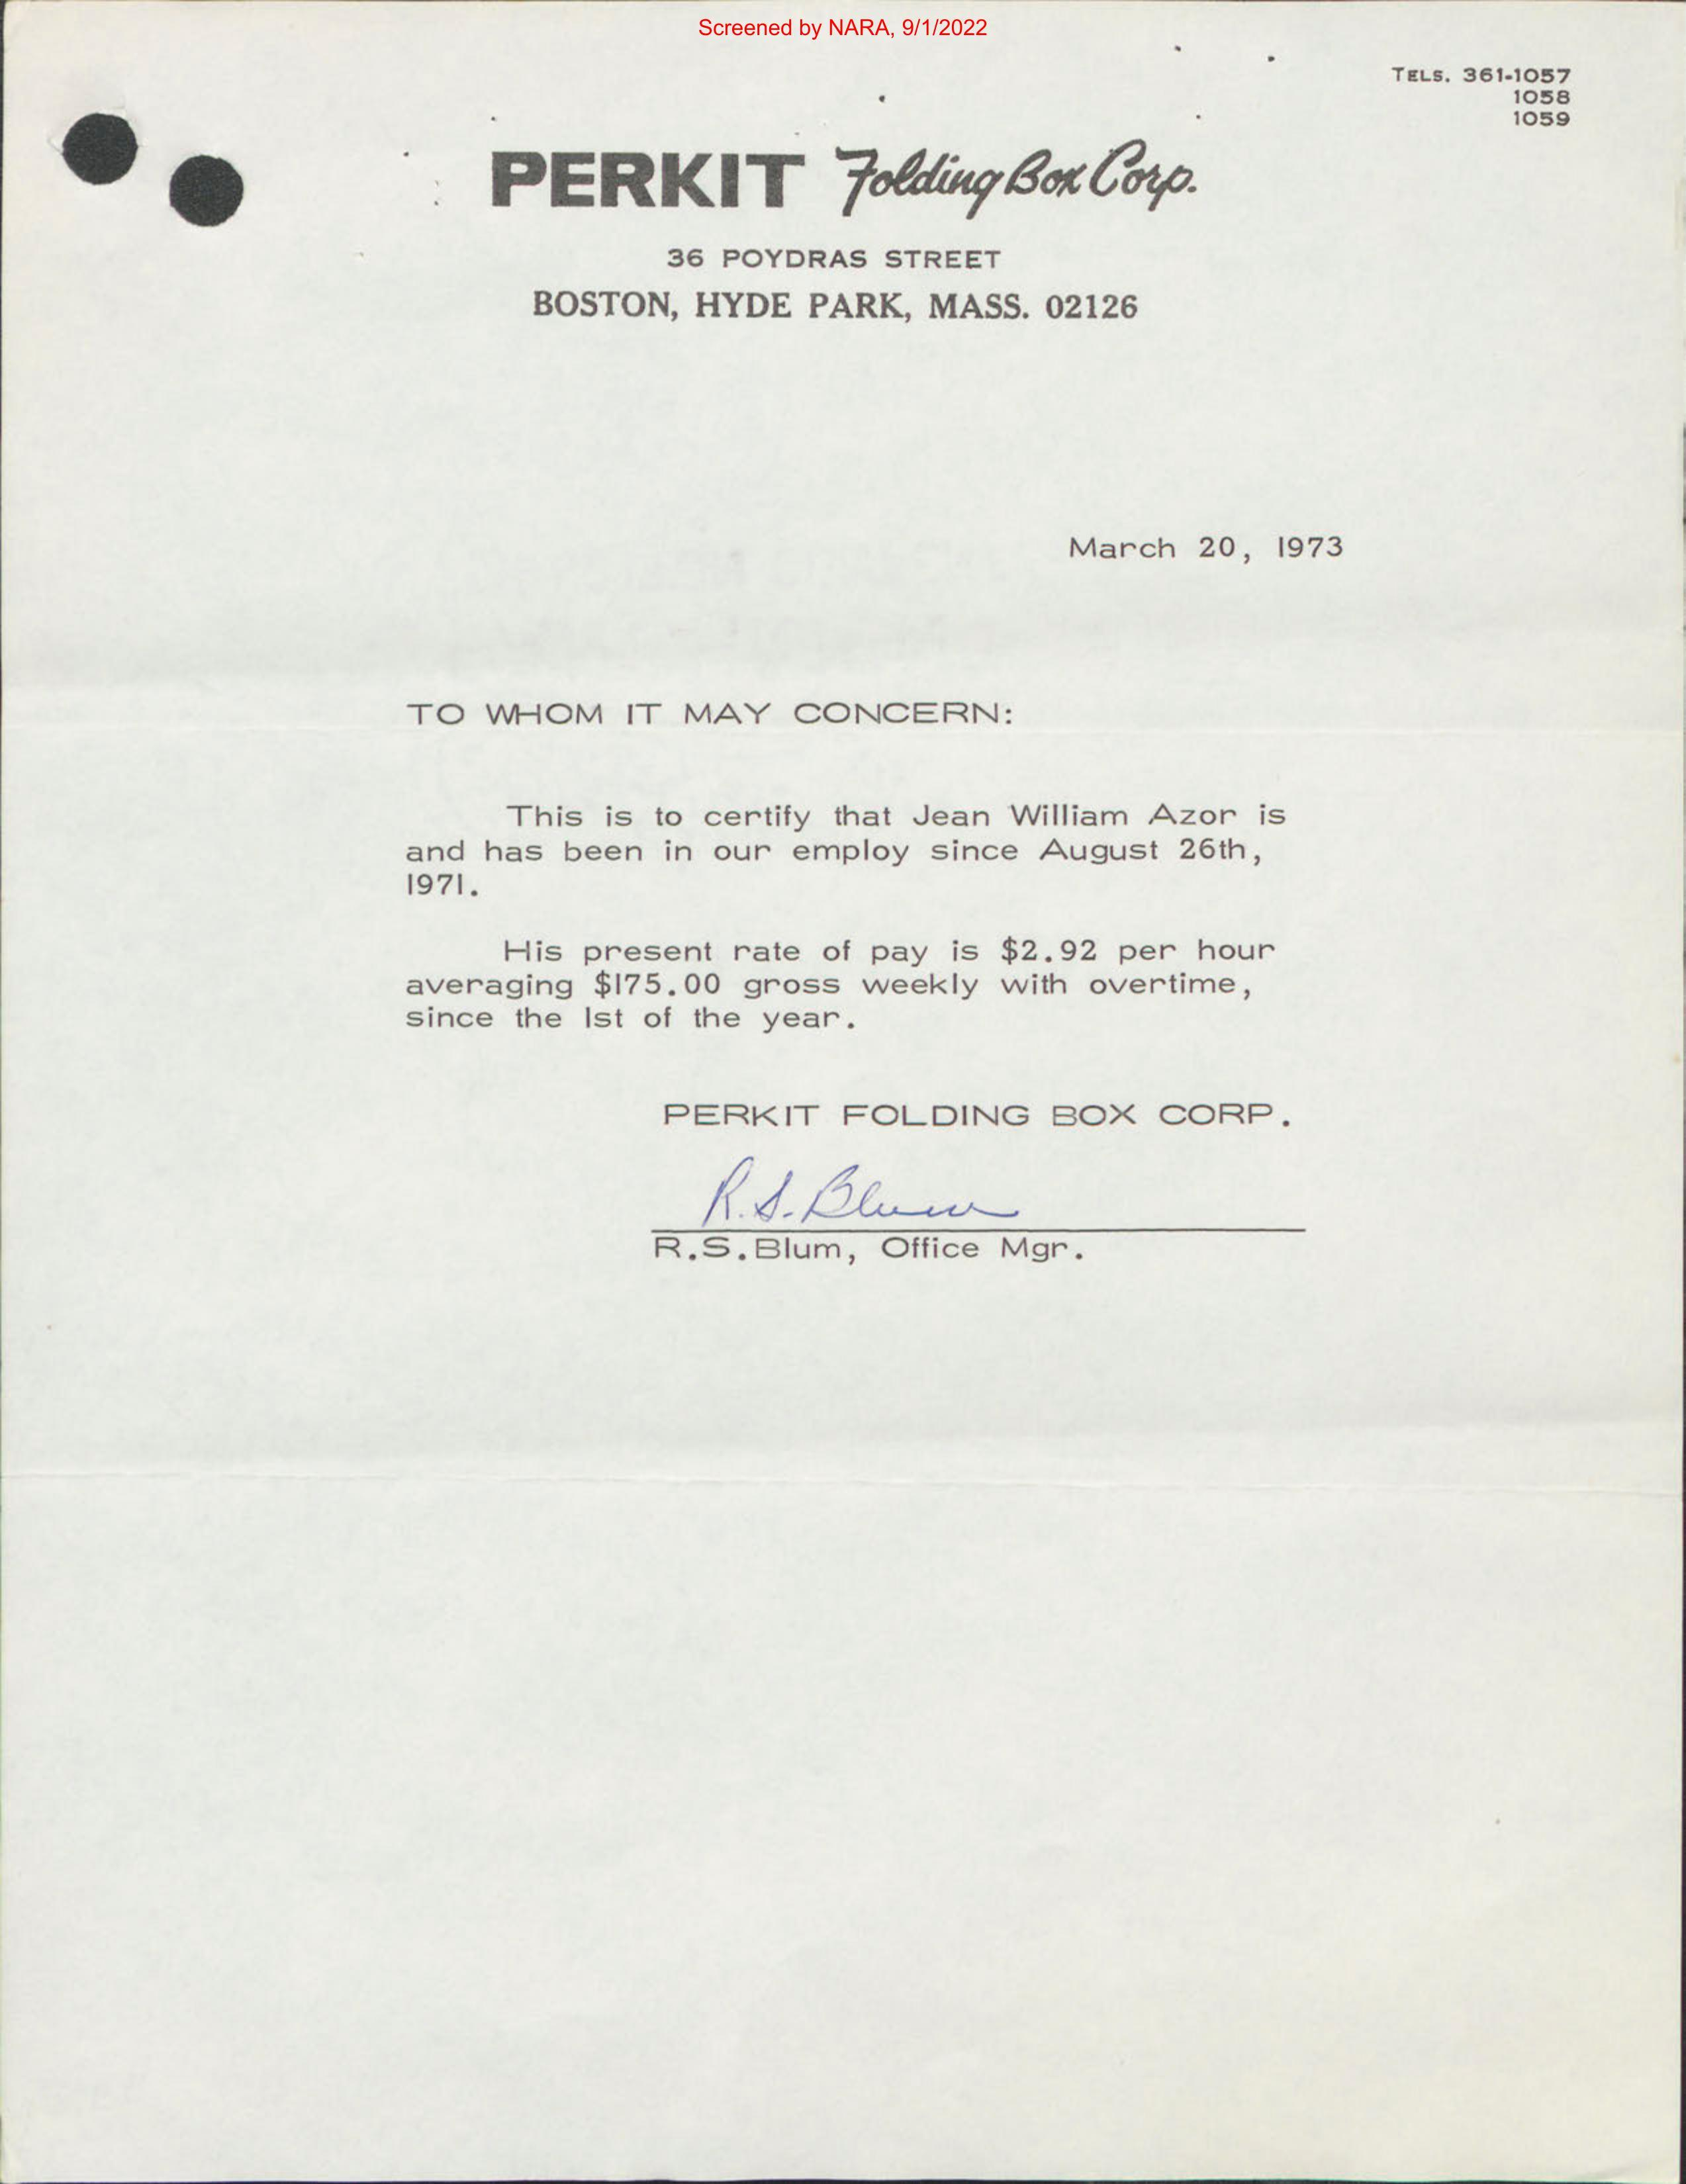 Screened by NARA, 9/1/2022
TELS. 361-1057
1058
1059
PERKIT Folding Box Corp.
36 POYDRAS STREET
BOSTON, HYDE PARK, MASS. 02126
March 20, 1973
TO WHOM IT MAY CONCERN:
This is to certify that Jean William Azor is
and has been in our employ since August 26th,
1971.
His present rate of pay is $2.92 per hour
averaging $175.00 gross weekly with overtime,
since the 1st of the year.
PERKIT FOLDING BOX CORP.
R.S. Blum
R.S.Blum, Office Mgr.